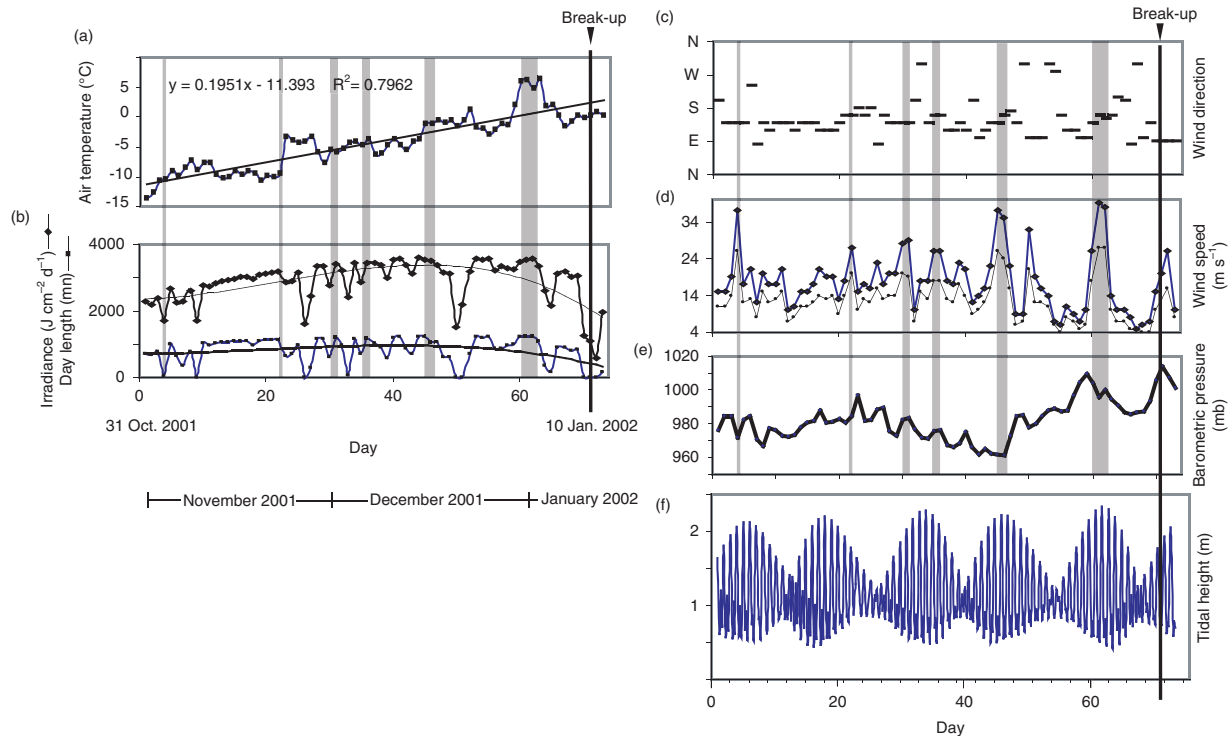 Break-up
(a)
Air temperature (°C)
5
0
-5
-10
-15
y = 0.1951x - 11.393 R²= 0.7962
(b)
Irradiance (J cm⁻² d⁻¹)
Day length (mn)
4000
2000
0
0 20 40 60
31 Oct. 2001 10 Jan. 2002
Day
November 2001 December 2001 January 2002
Break-up
(c)
N
W
S
E
N
Wind direction
(d)
34
24
14
4
Wind speed
(m s⁻¹)
(e)
1020
1000
980
960
Barometric pressure
(mb)
(f)
2
1
Tidal height (m)
0 20 40 60
Day